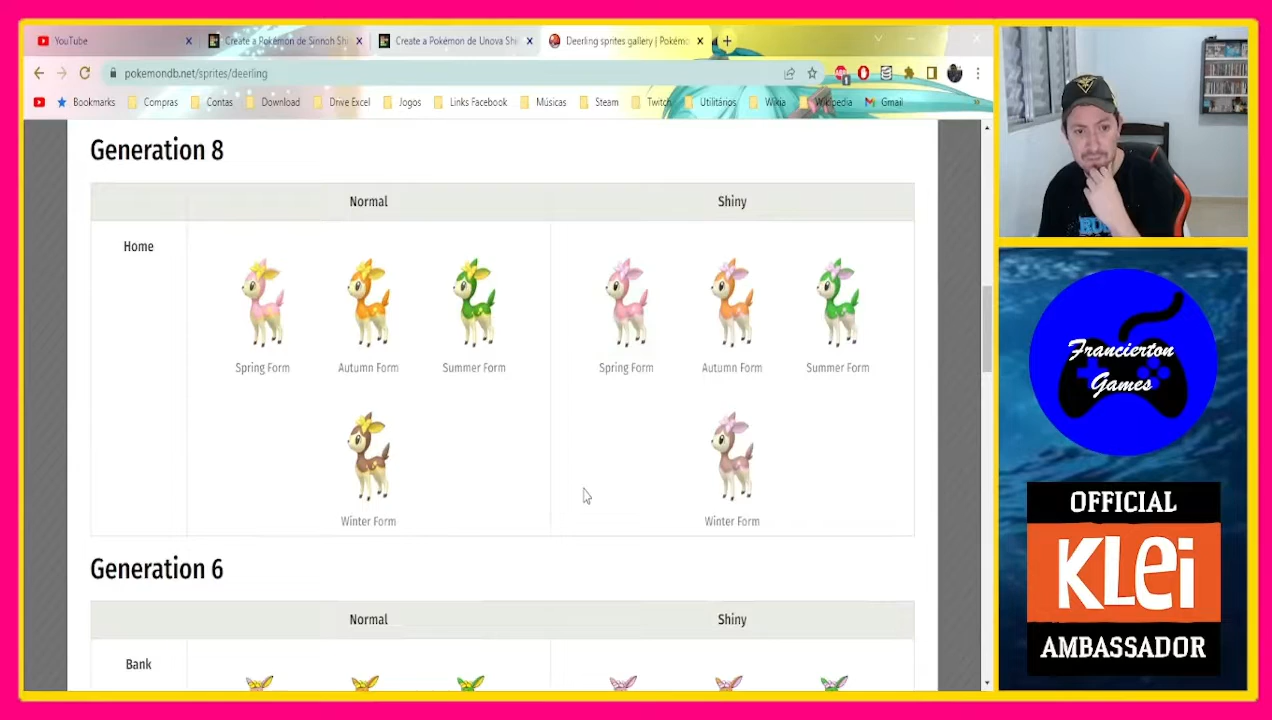 YouTube
Create a Pokémon de Sinnoh Sh
Create a Pokémon de Unova Shi
Deerling sprites gallery | Pokémo
pokemondb.net/sprites/deerling
Bookmarks Compras Contas Download Drive Excel Jogos Links Facebook Músicas Steam Twitch Utilitários Wikia Wikipedia Gmail
Generation 8
Normal Shiny
Home
Spring Form Autumn Form Summer Form Spring Form Autumn Form Summer Form
Winter Form Winter Form
Generation 6
Normal Shiny
Bank
Francierton
Games
OFFICIAL
KLei
AMBASSADOR